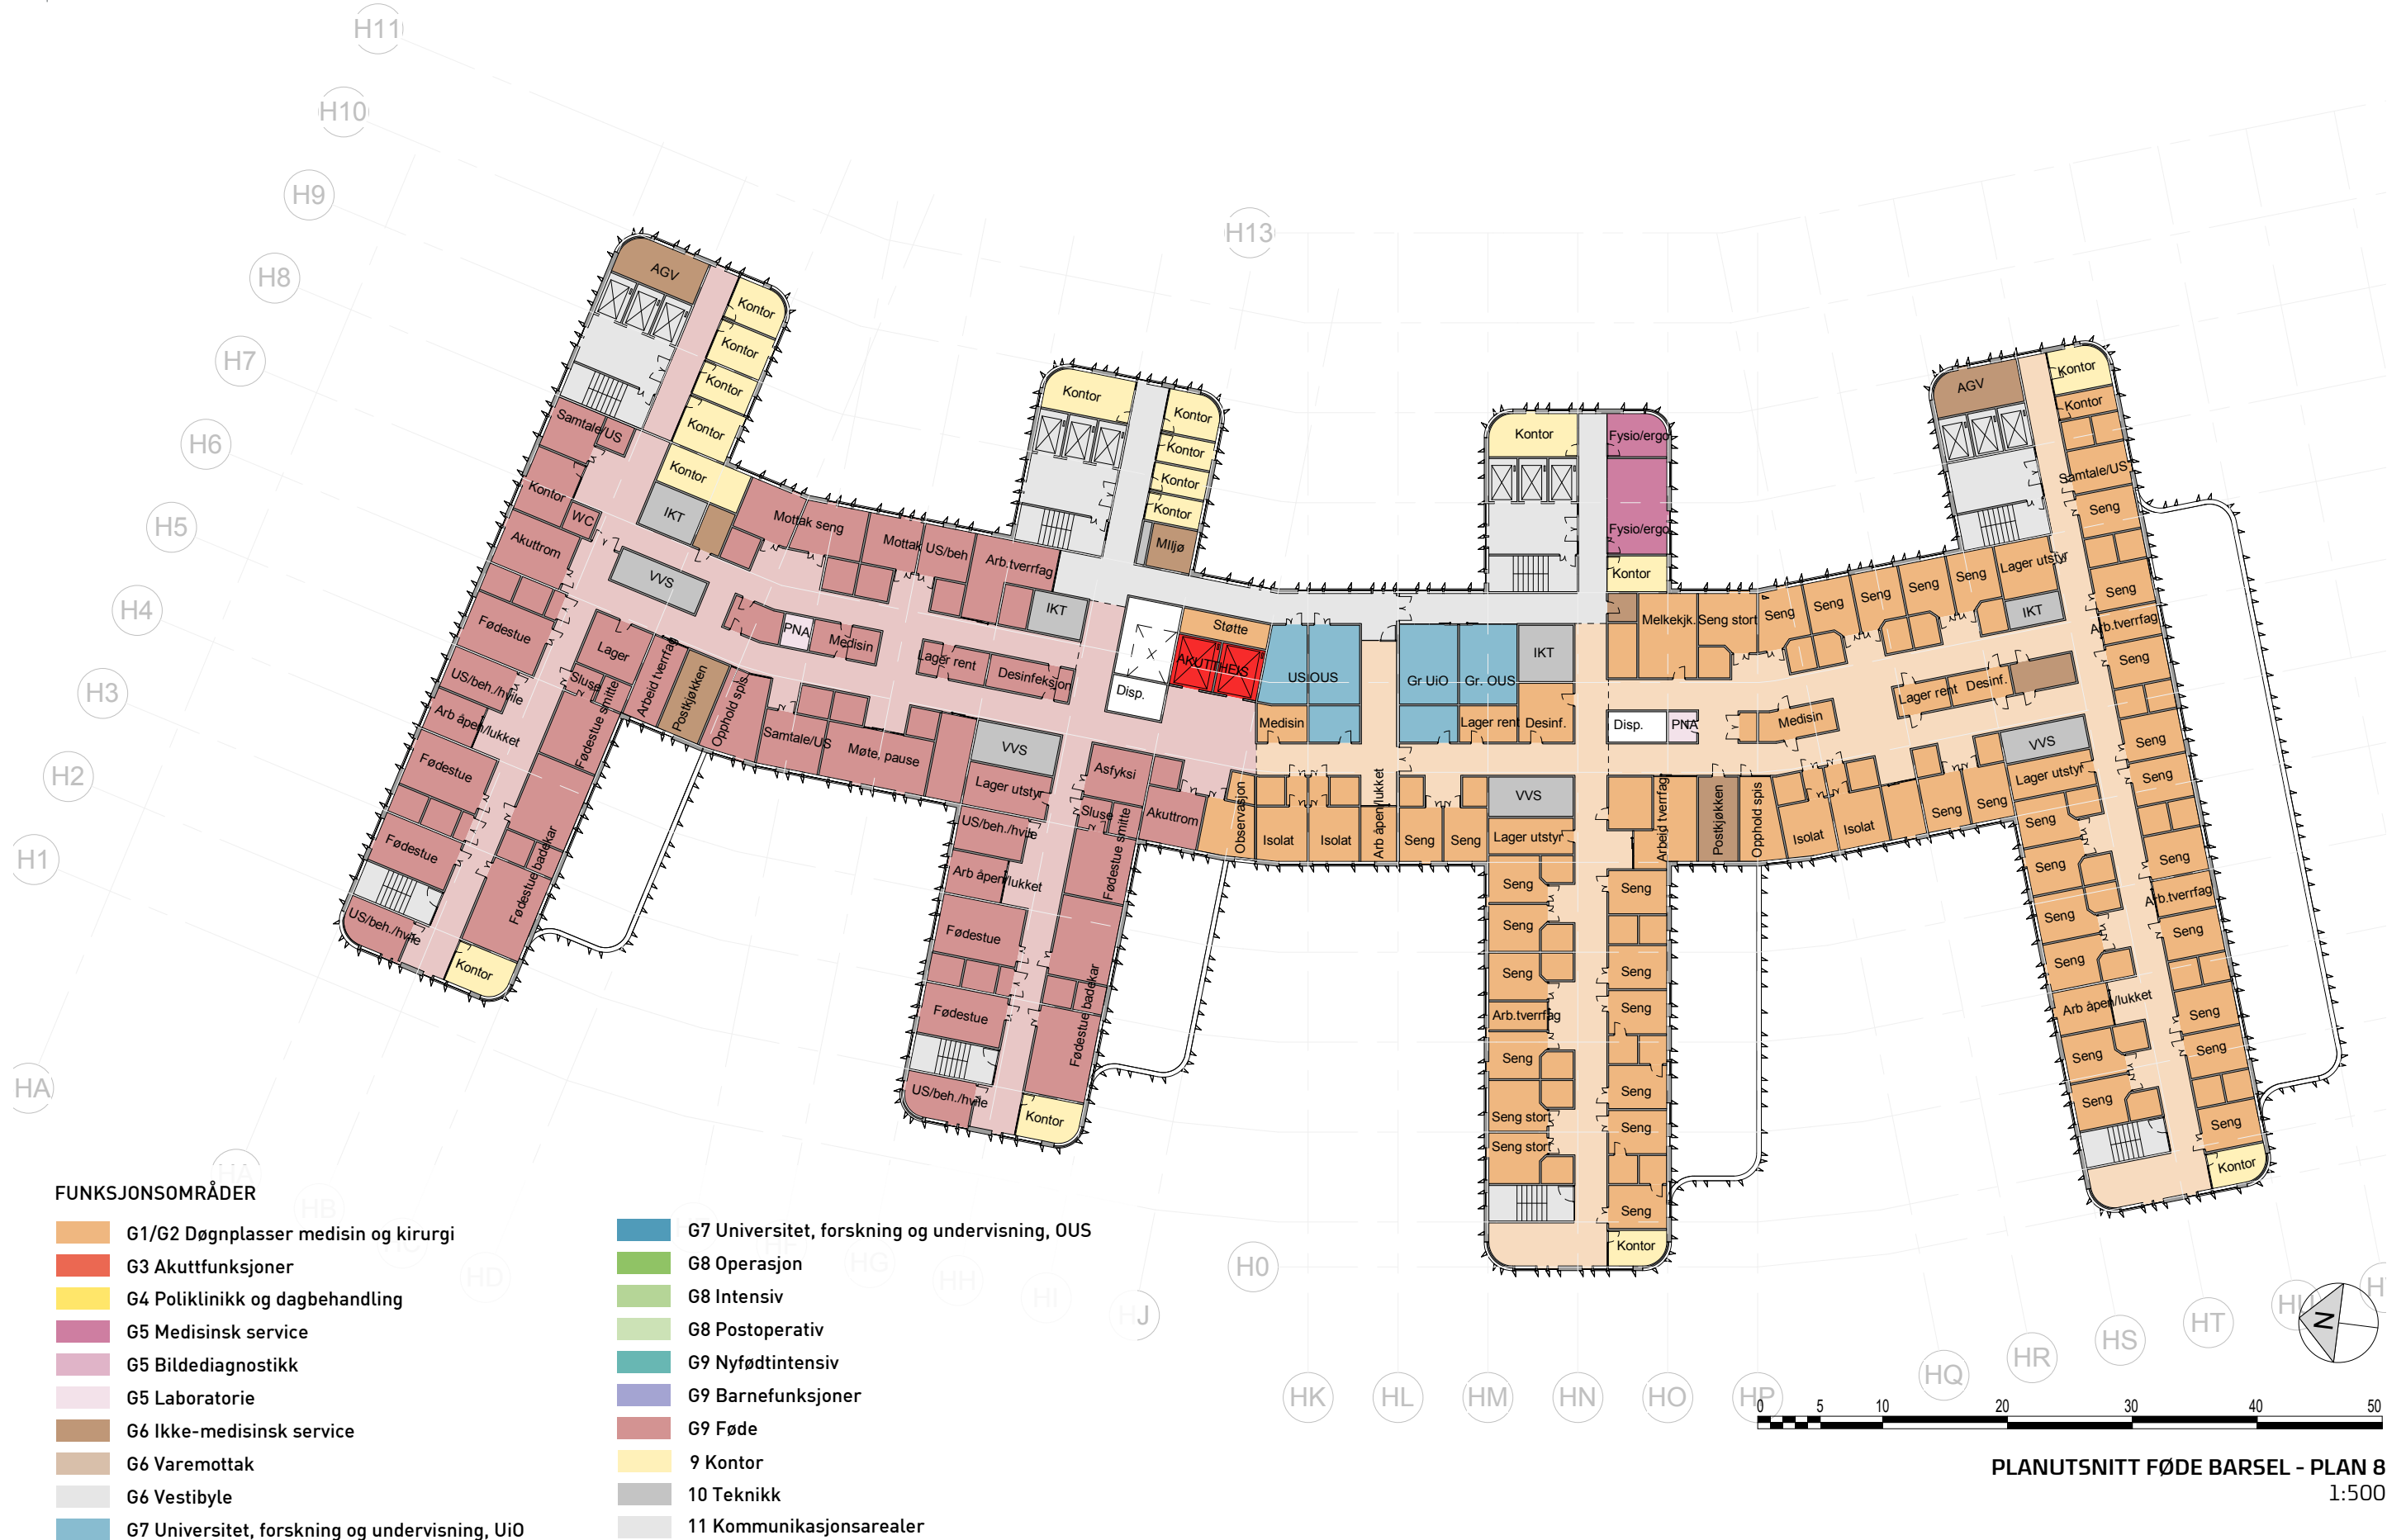 H11
H10
H9
H8
H7
H6
H5
H4
H3
H2
H1
HA
H13
AGV
Kontor
Kontor
Kontor
Kontor
Samtale/US
Kontor
Kontor
IKT
WC
Akuttrom
VVS
Mottak seng
Mottak
US/beh
Arb.tverrfag
IKT
Fødestue
PNA
Medisin
Lager
Sluse
Lager rent
Desinfeksjon
US/beh./hvile
Arb åpen/lukket
Fødestue smitte
Arbeid tverrfag
Postkjøkken
Opphold spis
Samtale/US
Møte, pause
VVS
Lager utstyr
Fødestue
Fødestue
Fødestue badekar
US/beh./hvile
Kontor
Kontor
Kontor
Kontor
Kontor
Kontor
MIljø
Støtte
AKUTTHEIS
Disp.
Asfyksi
Sluse
Akuttrom
US/beh./hvile
Arb åpen/lukket
Fødestue smitte
Fødestue
Fødestue
Fødestue badekar
US/beh./hvile
Kontor
US OUS
Gr UiO
Gr. OUS
IKT
Medisin
Lager rent
Desinf.
Observasjon
Isolat
Isolat
Arb åpen/lukket
Seng
Seng
VVS
Lager utstyr
Kontor
Fysio/ergo
Fysio/ergo
Kontor
Melkekjk.
Seng stort
Seng
Seng
Seng
Seng
Seng
Lager utstyr
IKT
Disp.
PNA
Medisin
Lager rent
Desinf.
VVS
Lager utstyr
Arbeid tverrfag
Postkjøkken
Opphold spis
Isolat
Isolat
Seng
Seng
Seng
Seng
Seng
Arb.tverrfag
Seng
Seng stort
Seng stort
Seng
Seng
Seng
Seng
Seng
Seng
Kontor
AGV
Kontor
Kontor
Samtale/US
Seng
Seng
Arb.tverrfag
Seng
Seng
Seng
Seng
Arb.tverrfag
Seng
Seng
Seng
Seng
Kontor
Seng
Seng
Seng
Seng
Arb åpen/lukket
Seng
Seng
HA
HB
HD
HG
HH
HI
HJ
H0
HK
HL
HM
HN
HO
HP
HQ
HR
HS
HT
HU
N
0 5 10 20 30 40 50
PLANUTSNITT FØDE BARSEL - PLAN 8
1:500
FUNKSJONSOMRÅDER
G1/G2 Døgnplasser medisin og kirurgi
G3 Akuttfunksjoner
G4 Poliklinikk og dagbehandling
G5 Medisinsk service
G5 Bildediagnostikk
G5 Laboratorie
G6 Ikke-medisinsk service
G6 Varemottak
G6 Vestibyle
G7 Universitet, forskning og undervisning, UiO
G7 Universitet, forskning og undervisning, OUS
G8 Operasjon
G8 Intensiv
G8 Postoperativ
G9 Nyfødtintensiv
G9 Barnefunksjoner
G9 Føde
9 Kontor
10 Teknikk
11 Kommunikasjonsarealer